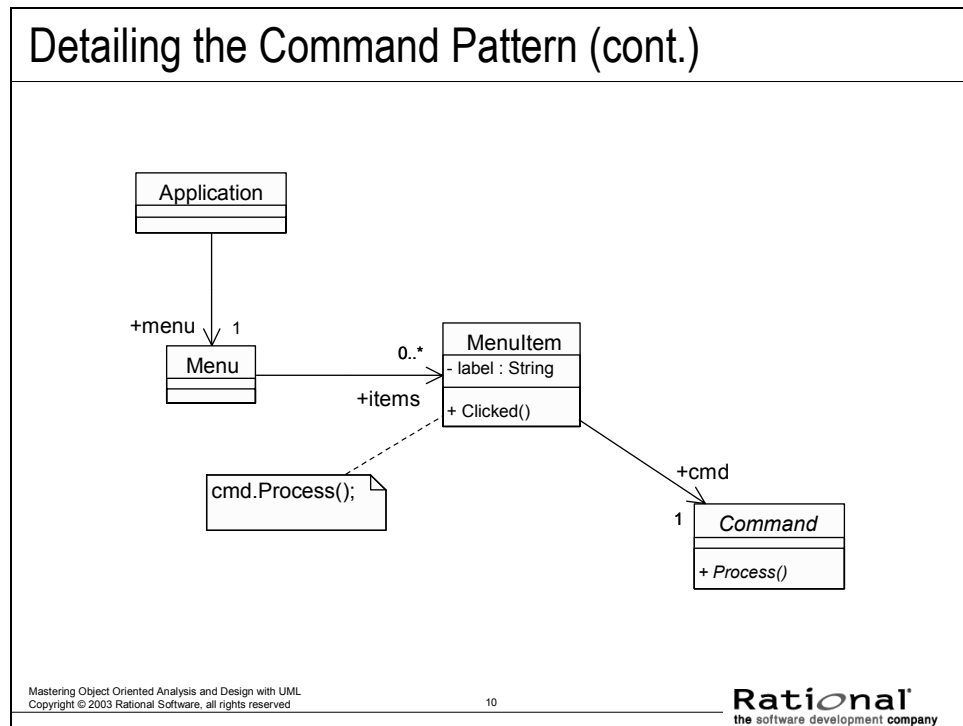 Detailing the Command Pattern (cont.)
Application
+menu 1
Menu
0..*
+items
MenuItem
- label : String
+ Clicked()
cmd.Process();
+cmd
1
Command
+ Process()
Mastering Object Oriented Analysis and Design with UML
Copyright © 2003 Rational Software, all rights reserved
10
Rational
the software development company